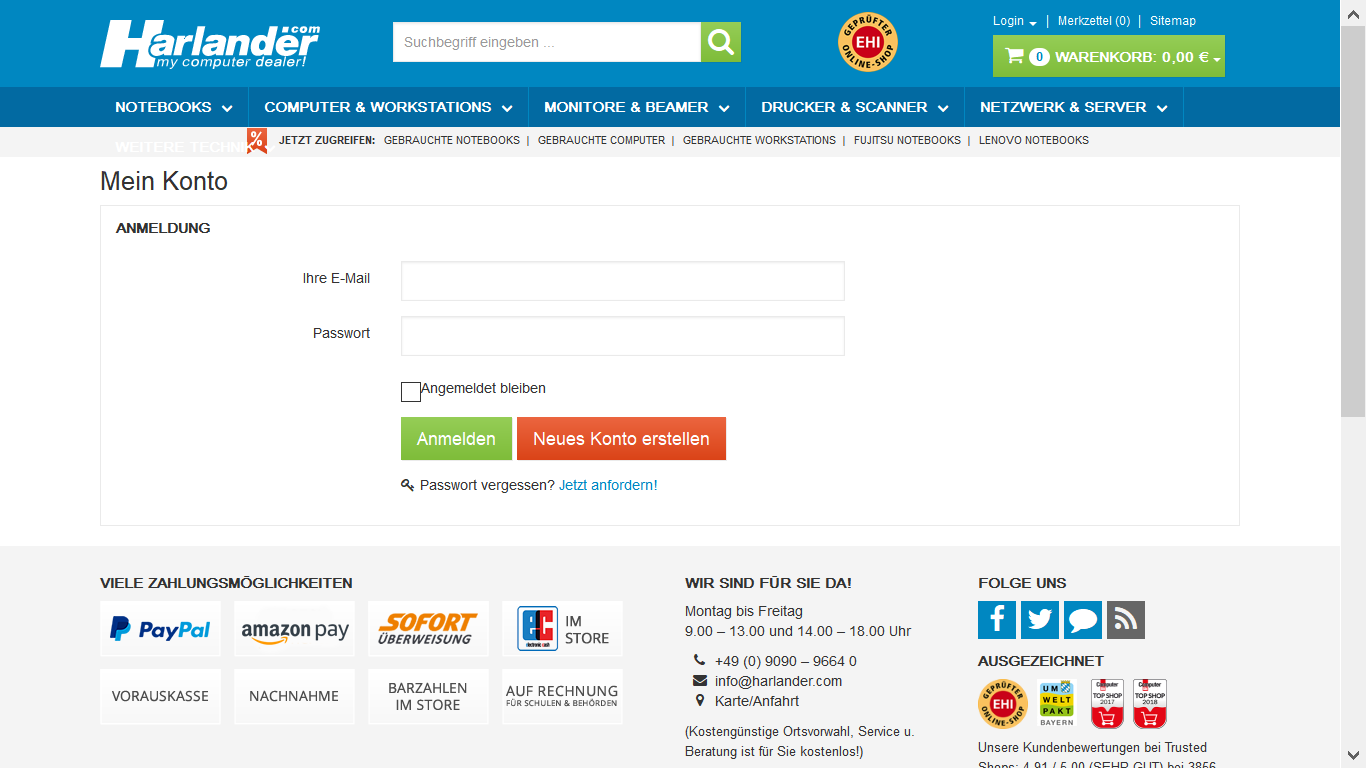 Harlander.com
my computer dealer!
Suchbegriff eingeben ...
GEPRÜFTER
EHI
ONLINE-SHOP
Login | Merkzettel (0) | Sitemap
0 WARENKORB: 0,00 €
NOTEBOOKS COMPUTER & WORKSTATIONS MONITORE & BEAMER DRUCKER & SCANNER NETZWERK & SERVER
WEITERE TECHNIK
% JETZT ZUGREIFEN: GEBRAUCHTE NOTEBOOKS | GEBRAUCHTE COMPUTER | GEBRAUCHTE WORKSTATIONS | FUJITSU NOTEBOOKS | LENOVO NOTEBOOKS
Mein Konto
ANMELDUNG
Ihre E-Mail
Passwort
Angemeldet bleiben
Anmelden Neues Konto erstellen
Passwort vergessen? Jetzt anfordern!
VIELE ZAHLUNGSMÖGLICHKEITEN
PayPal
amazon pay
SOFORT
ÜBERWEISUNG
ec
electronic cash
IM
STORE
VORAUSKASSE
NACHNAHME
BARZAHLEN
IM STORE
AUF RECHNUNG
FÜR SCHULEN & BEHÖRDEN
WIR SIND FÜR SIE DA!
Montag bis Freitag
9.00 – 13.00 und 14.00 – 18.00 Uhr
+49 (0) 9090 – 9664 0
info@harlander.com
Karte/Anfahrt
(Kostengünstige Ortsvorwahl, Service u.
Beratung ist für Sie kostenlos!)
FOLGE UNS
AUSGEZEICHNET
GEPRÜFTER
EHI
ONLINE-SHOP
UM
WELT
PAKT
BAYERN
Computer
TOP SHOP
2017
Computer
TOP SHOP
2018
Unsere Kundenbewertungen bei Trusted
Shops: 4.91 / 5.00 (SEHR GUT) bei 3856